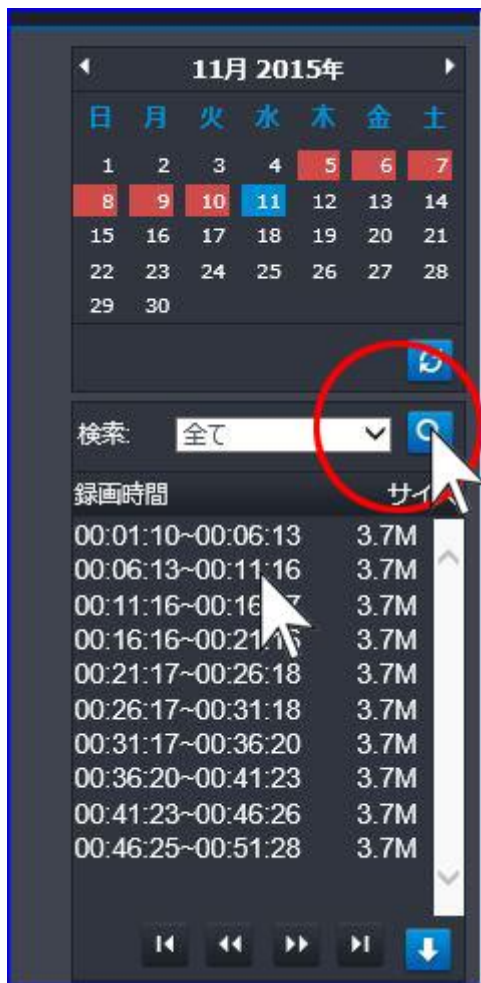 11月 2015年
日 月 火 水 木 金 土
1 2 3 4 5 6 7
8 9 10 11 12 13 14
15 16 17 18 19 20 21
22 23 24 25 26 27 28
29 30
検索: 全て
録画時間
00:01:10~00:06:13 3.7M
00:06:13~00:11:16 3.7M
00:11:16~00:16 3.7M
00:16:16~00:21 3.7M
00:21:17~00:26:18 3.7M
00:26:17~00:31:18 3.7M
00:31:17~00:36:20 3.7M
00:36:20~00:41:23 3.7M
00:41:23~00:46:26 3.7M
00:46:25~00:51:28 3.7M